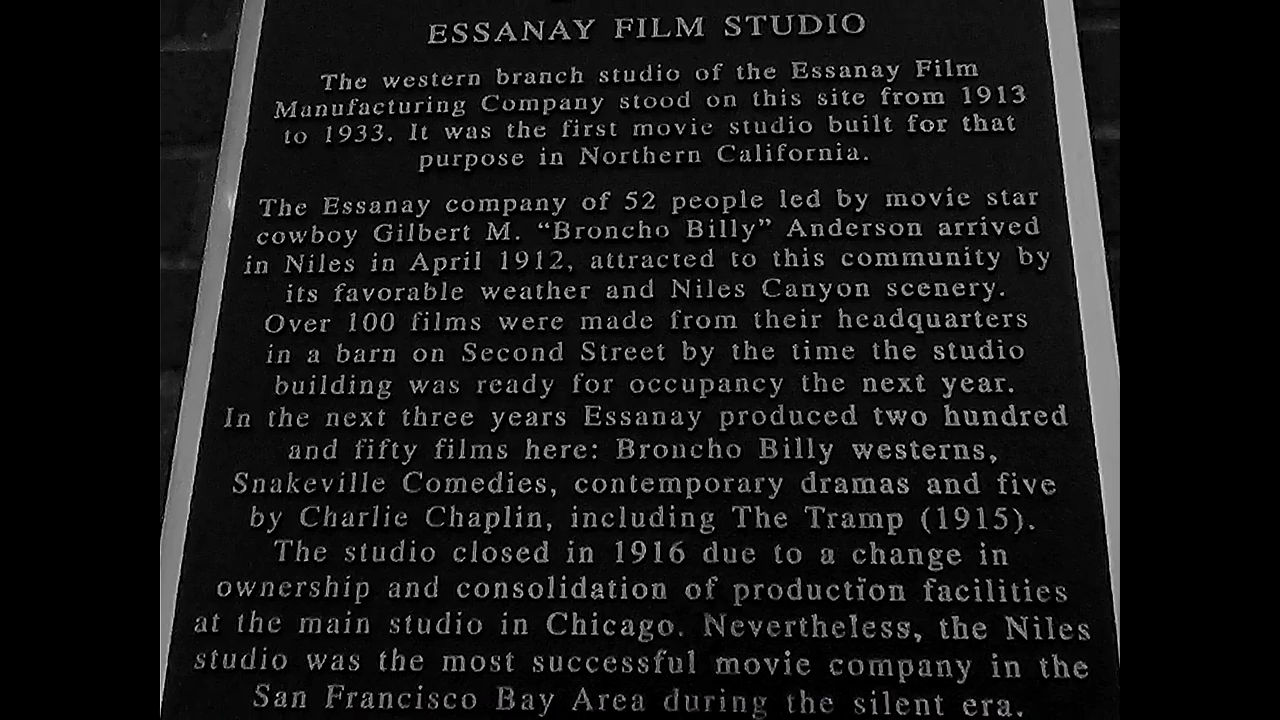 ESSANAY FILM STUDIO
The western branch studio of the Essanay Film
Manufacturing Company stood on this site from 1913
to 1933. It was the first movie studio built for that
purpose in Northern California.
The Essanay company of 52 people led by movie star
cowboy Gilbert M. “Broncho Billy” Anderson arrived
in Niles in April 1912, attracted to this community by
its favorable weather and Niles Canyon scenery.
Over 100 films were made from their headquarters
in a barn on Second Street by the time the studio
building was ready for occupancy the next year.
In the next three years Essanay produced two hundred
and fifty films here: Broncho Billy westerns,
Snakeville Comedies, contemporary dramas and five
by Charlie Chaplin, including The Tramp (1915).
The studio closed in 1916 due to a change in
ownership and consolidation of production facilities
at the main studio in Chicago. Nevertheless, the Niles
studio was the most successful movie company in the
San Francisco Bay Area during the silent era.